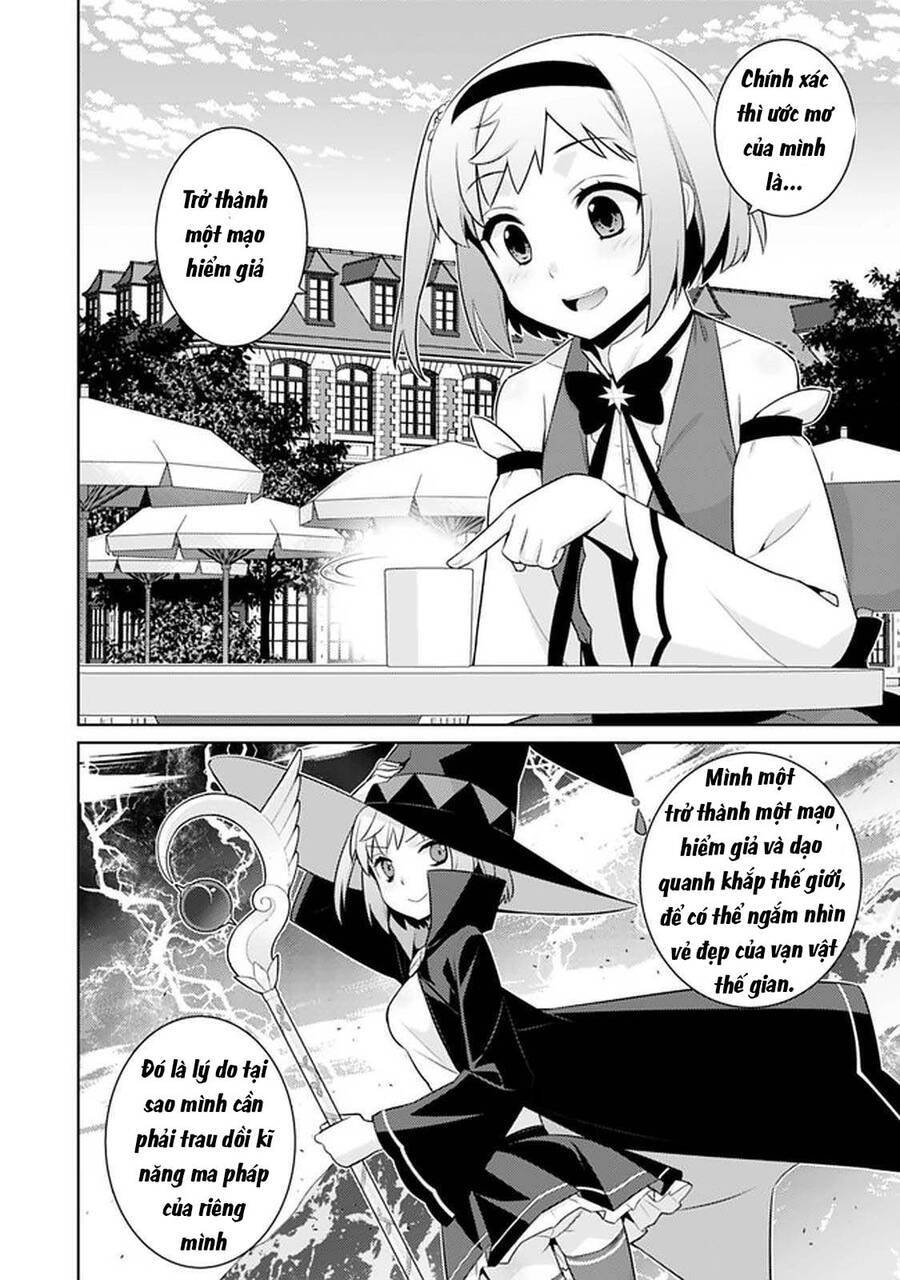 Chính xác
thì ước mơ
của mình
là...
Trở thành
một mạo
hiểm giả
Mình một
trở thành một mạo
hiểm giả và dạo
quanh khắp thế giới,
để có thể ngắm nhìn
vẻ đẹp của vạn vật
thế gian.
Đó là lý do tại
sao mình cần
phải trau dồi kĩ
năng ma pháp
của riêng
mình